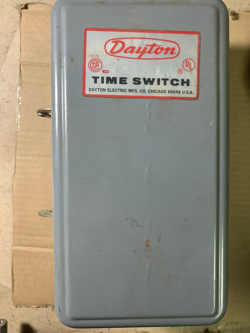 Dayton
TIME SWITCH
DAYTON ELECTRIC MFG. CO. CHICAGO 60648 U.S.A.